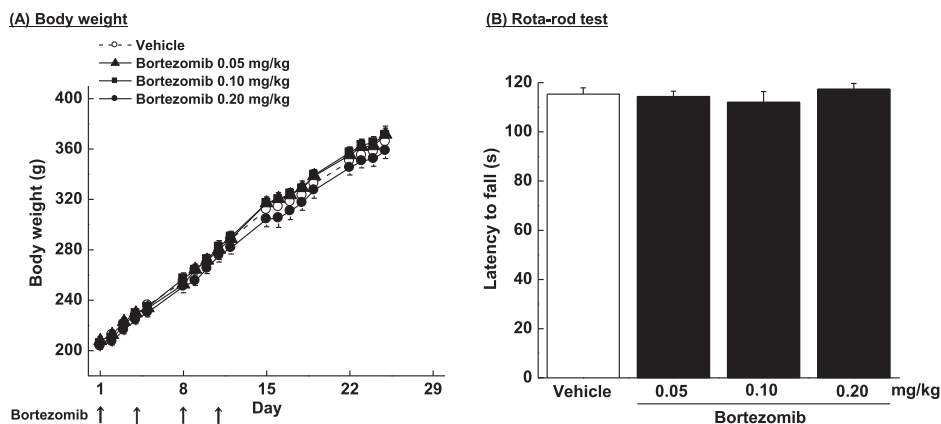 (A) Body weight
Vehicle
Bortezomib 0.05 mg/kg
Bortezomib 0.10 mg/kg
Bortezomib 0.20 mg/kg
Body weight (g)
400
360
320
280
240
200
1 8 15 22 29
Day
Bortezomib
(B) Rota-rod test
Latency to fall (s)
120
100
80
60
40
20
0
Vehicle 0.05 0.10 0.20 mg/kg
Bortezomib